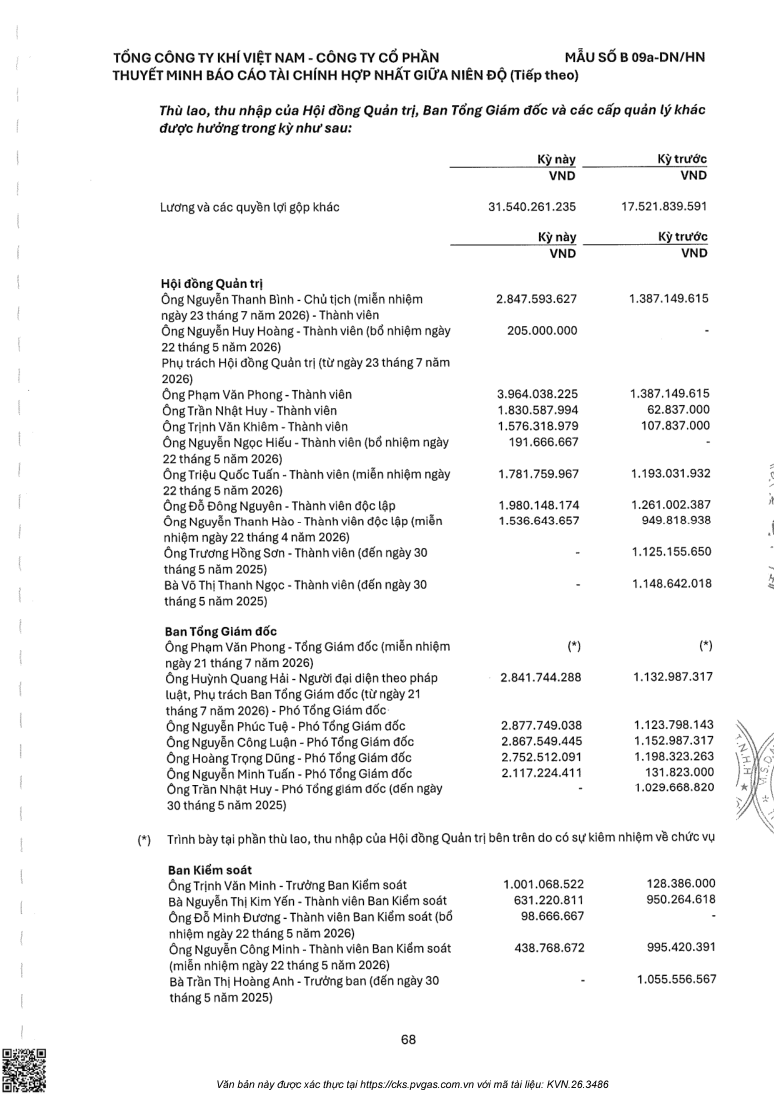 TỔNG CÔNG TY KHÍ VIỆT NAM - CÔNG TY CỔ PHẦN MẪU SỐ B 09a-DN/HN
THUYẾT MINH BÁO CÁO TÀI CHÍNH HỢP NHẤT GIỮA NIÊN ĐỘ (Tiếp theo)
Thù lao, thu nhập của Hội đồng Quản trị, Ban Tổng Giám đốc và các cấp quản lý khác
được hưởng trong kỳ như sau:
Kỳ này Kỳ trước
VND VND
Lương và các quyền lợi gộp khác 31.540.261.235 17.521.839.591
Kỳ này Kỳ trước
VND VND
Hội đồng Quản trị
Ông Nguyễn Thanh Bình - Chủ tịch (miễn nhiệm 2.847.593.627 1.387.149.615
ngày 23 tháng 7 năm 2026) - Thành viên
Ông Nguyễn Huy Hoàng - Thành viên (bổ nhiệm ngày 205.000.000 -
22 tháng 5 năm 2026)
Phụ trách Hội đồng Quản trị (từ ngày 23 tháng 7 năm
2026)
Ông Phạm Văn Phong - Thành viên 3.964.038.225 1.387.149.615
Ông Trần Nhật Huy - Thành viên 1.830.587.994 62.837.000
Ông Trịnh Văn Khiêm - Thành viên 1.576.318.979 107.837.000
Ông Nguyễn Ngọc Hiếu - Thành viên (bổ nhiệm ngày 191.666.667 -
22 tháng 5 năm 2026)
Ông Triệu Quốc Tuấn - Thành viên (miễn nhiệm ngày 1.781.759.967 1.193.031.932
22 tháng 5 năm 2026)
Ông Đỗ Đông Nguyên - Thành viên độc lập 1.980.148.174 1.261.002.387
Ông Nguyễn Thanh Hào - Thành viên độc lập (miễn 1.536.643.657 949.818.938
nhiệm ngày 22 tháng 4 năm 2026)
Ông Trương Hồng Sơn - Thành viên (đến ngày 30 - 1.125.155.650
tháng 5 năm 2025)
Bà Võ Thị Thanh Ngọc - Thành viên (đến ngày 30 - 1.148.642.018
tháng 5 năm 2025)
Ban Tổng Giám đốc
Ông Phạm Văn Phong - Tổng Giám đốc (miễn nhiệm (*) (*)
ngày 21 tháng 7 năm 2026)
Ông Huỳnh Quang Hải - Người đại diện theo pháp 2.841.744.288 1.132.987.317
luật, Phụ trách Ban Tổng Giám đốc (từ ngày 21
tháng 7 năm 2026) - Phó Tổng Giám đốc
Ông Nguyễn Phúc Tuệ - Phó Tổng Giám đốc 2.877.749.038 1.123.798.143
Ông Nguyễn Công Luận - Phó Tổng Giám đốc 2.867.549.445 1.152.987.317
Ông Hoàng Trọng Dũng - Phó Tổng Giám đốc 2.752.512.091 1.198.323.263
Ông Nguyễn Minh Tuấn - Phó Tổng Giám đốc 2.117.224.411 131.823.000
Ông Trần Nhật Huy - Phó Tổng giám đốc (đến ngày - 1.029.668.820
30 tháng 5 năm 2025)
(*) Trình bày tại phần thù lao, thu nhập của Hội đồng Quản trị bên trên do có sự kiêm nhiệm về chức vụ
Ban Kiểm soát
Ông Trịnh Văn Minh - Trưởng Ban Kiểm soát 1.001.068.522 128.386.000
Bà Nguyễn Thị Kim Yến - Thành viên Ban Kiểm soát 631.220.811 950.264.618
Ông Đỗ Minh Đương - Thành viên Ban Kiểm soát (bổ 98.666.667 -
nhiệm ngày 22 tháng 5 năm 2026)
Ông Nguyễn Công Minh - Thành viên Ban Kiểm soát 438.768.672 995.420.391
(miễn nhiệm ngày 22 tháng 5 năm 2026)
Bà Trần Thị Hoàng Anh - Trưởng ban (đến ngày 30 - 1.055.556.567
tháng 5 năm 2025)
68
Văn bản này được xác thực tại https://cks.pvgas.com.vn với mã tài liệu: KVN.26.3486